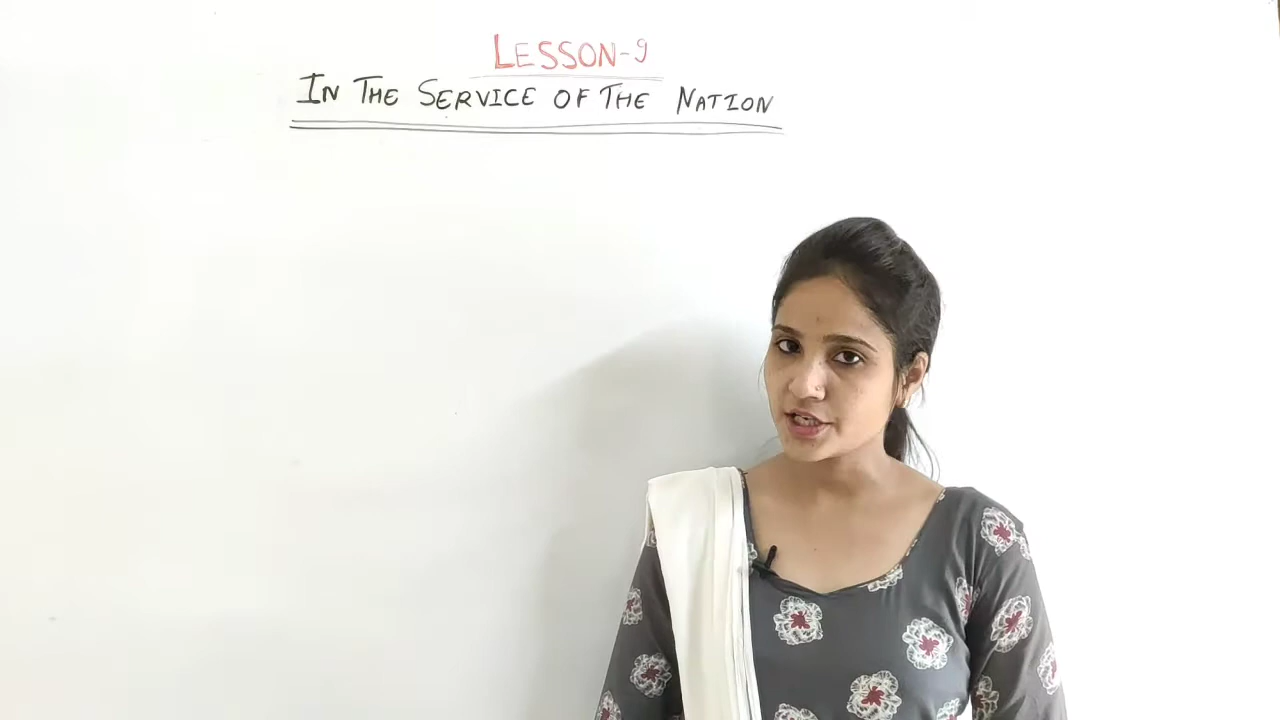 LESSON-9
IN THE SERVICE OF THE NATION